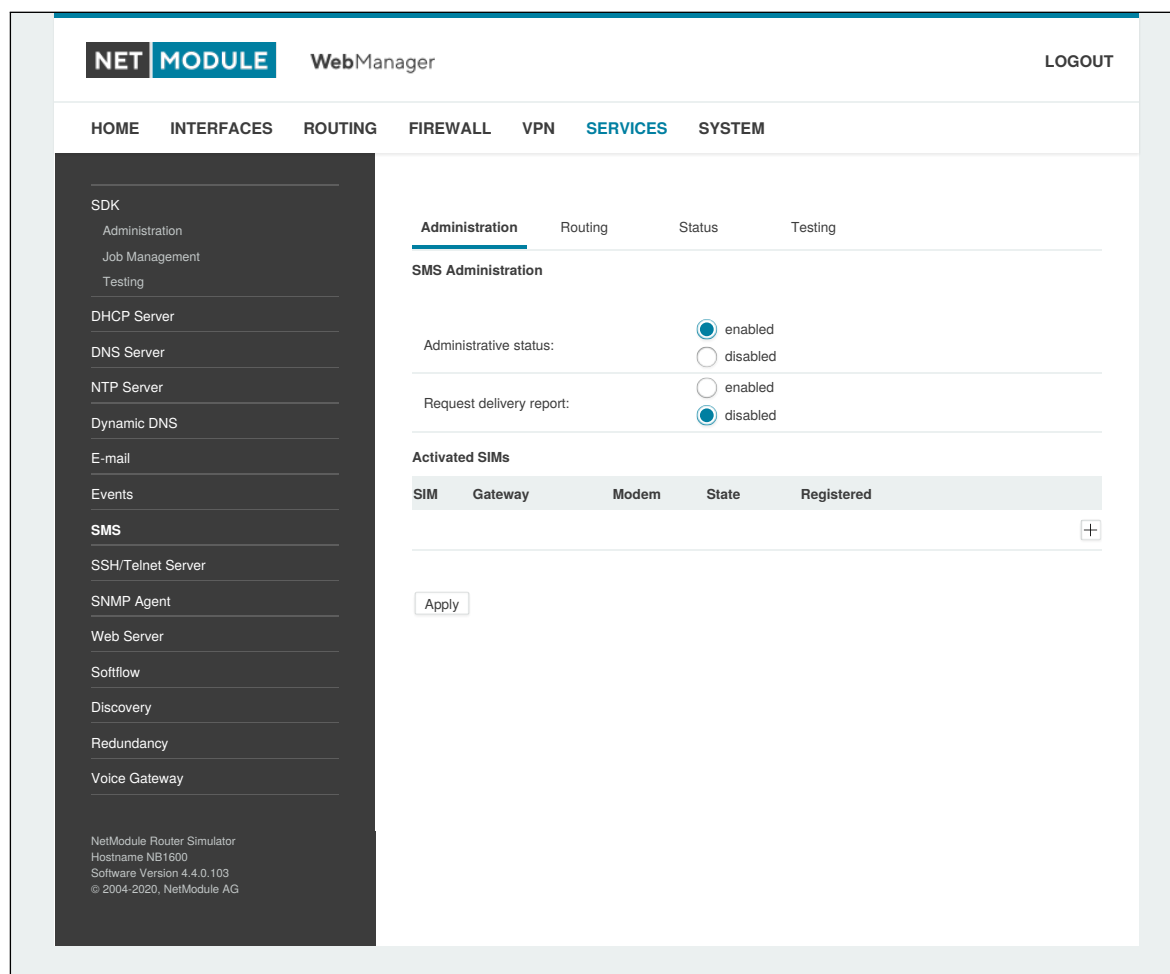 NET MODULE WebManager LOGOUT
HOME INTERFACES ROUTING FIREWALL VPN SERVICES SYSTEM
SDK
Administration
Job Management
Testing
DHCP Server
DNS Server
NTP Server
Dynamic DNS
E-mail
Events
SMS
SSH/Telnet Server
SNMP Agent
Web Server
Softflow
Discovery
Redundancy
Voice Gateway
NetModule Router Simulator
Hostname NB1600
Software Version 4.4.0.103
© 2004-2020, NetModule AG
Administration Routing Status Testing
SMS Administration
Administrative status:
enabled
disabled
Request delivery report:
enabled
disabled
Activated SIMs
SIM Gateway Modem State Registered
Apply